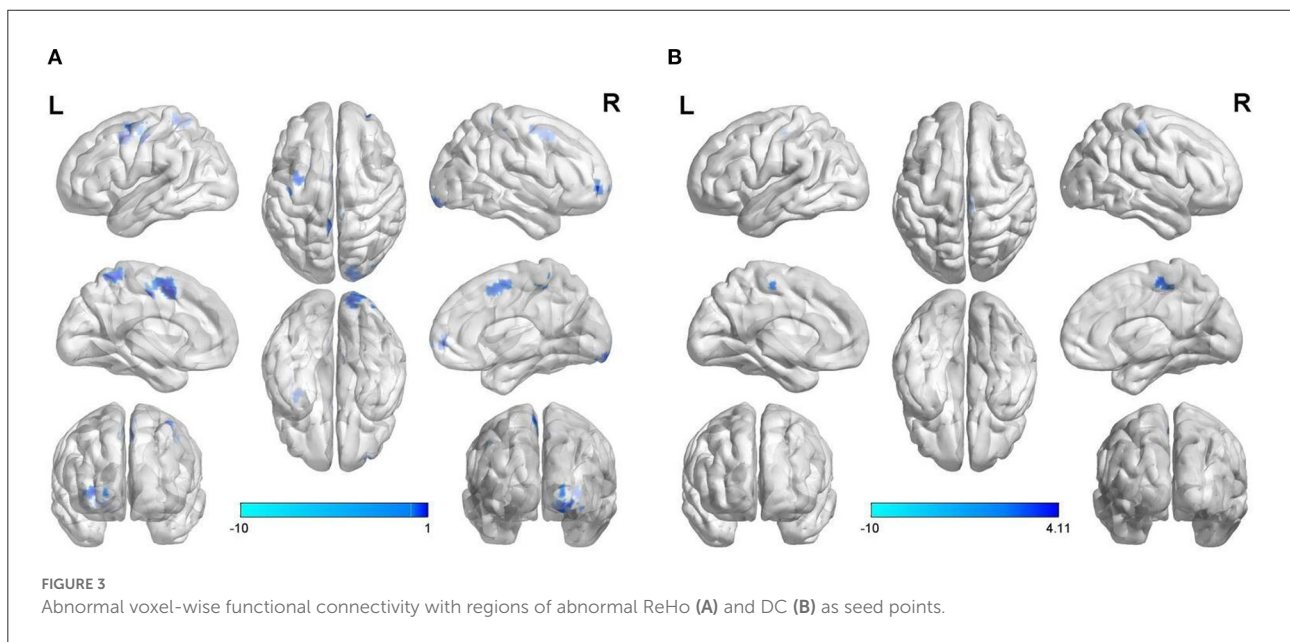 A
B
L
R
L
R
-10
1
-10
4.11
FIGURE 3
Abnormal voxel-wise functional connectivity with regions of abnormal ReHo (A) and DC (B) as seed points.